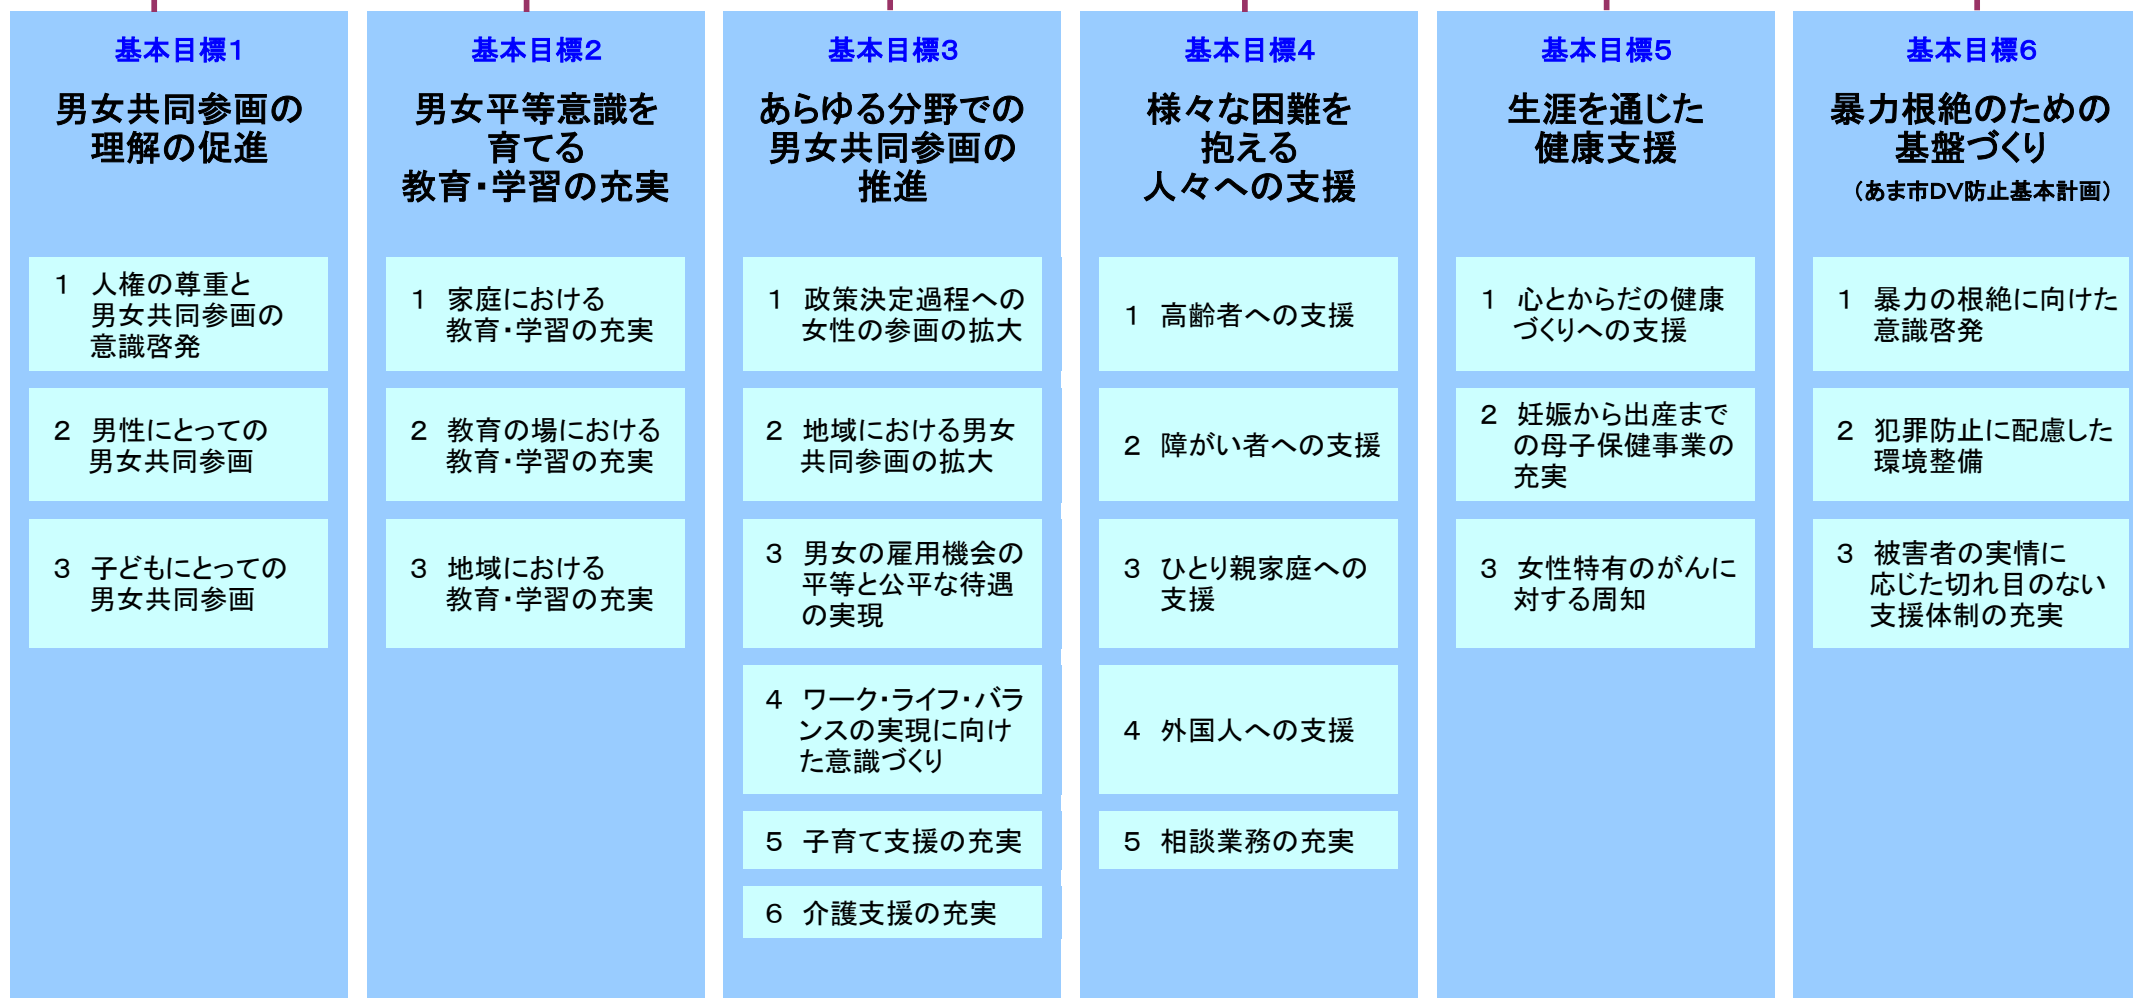 基本目標1
男女共同参画の
理解の促進
1 人権の尊重と
男女共同参画の
意識啓発
2 男性にとっての
男女共同参画
3 子どもにとっての
男女共同参画
基本目標2
男女平等意識を
育てる
教育・学習の充実
1 家庭における
教育・学習の充実
2 教育の場における
教育・学習の充実
3 地域における
教育・学習の充実
基本目標3
あらゆる分野での
男女共同参画の
推進
1 政策決定過程への
女性の参画の拡大
2 地域における男女
共同参画の拡大
3 男女の雇用機会の
平等と公平な待遇
の実現
4 ワーク・ライフ・バラ
ンスの実現に向け
た意識づくり
5 子育て支援の充実
6 介護支援の充実
基本目標4
様々な困難を
抱える
人々への支援
1 高齢者への支援
2 障がい者への支援
3 ひとり親家庭への
支援
4 外国人への支援
5 相談業務の充実
基本目標5
生涯を通じた
健康支援
1 心とからだの健康
づくりへの支援
2 妊娠から出産まで
の母子保健事業の
充実
3 女性特有のがんに
対する周知
基本目標6
暴力根絶のための
基盤づくり
（あま市DV防止基本計画）
1 暴力の根絶に向けた
意識啓発
2 犯罪防止に配慮した
環境整備
3 被害者の実情に
応じた切れ目のない
支援体制の充実